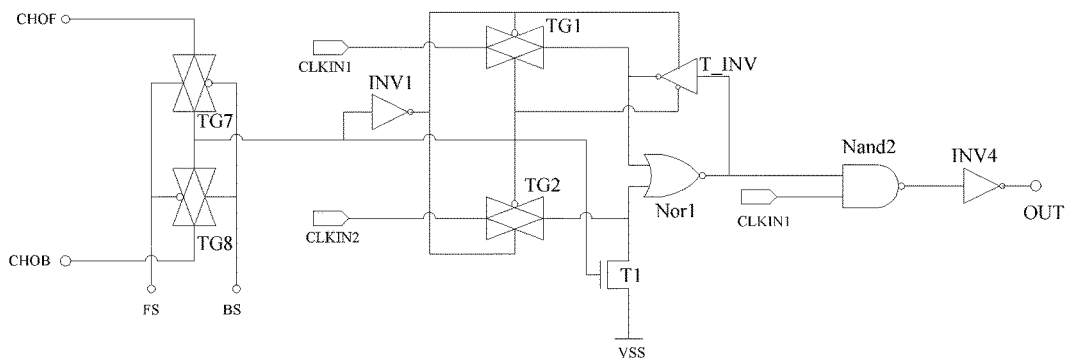 CHOF
TG7
TG8
CHOB
FS
BS
INV1
CLKIN1
TG1
T_INV
CLKIN2
TG2
Nor1
T1
VSS
Nand2
CLKIN1
INV4
OUT